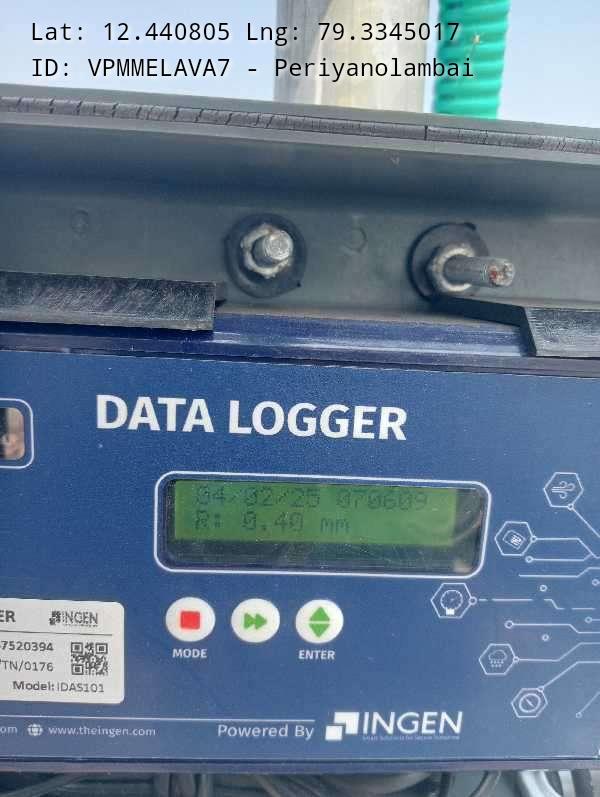 Lat: 12.440805 Lng: 79.3345017
ID: VPMMELAVA7 - Periyanolambai
DATA LOGGER
04/02/25 070609
R: 0.40 mm
MODE
ENTER
ER INGEN
7520394
TN/0176
Model: IDAS101
om www.theingen.com
Powered By INGEN